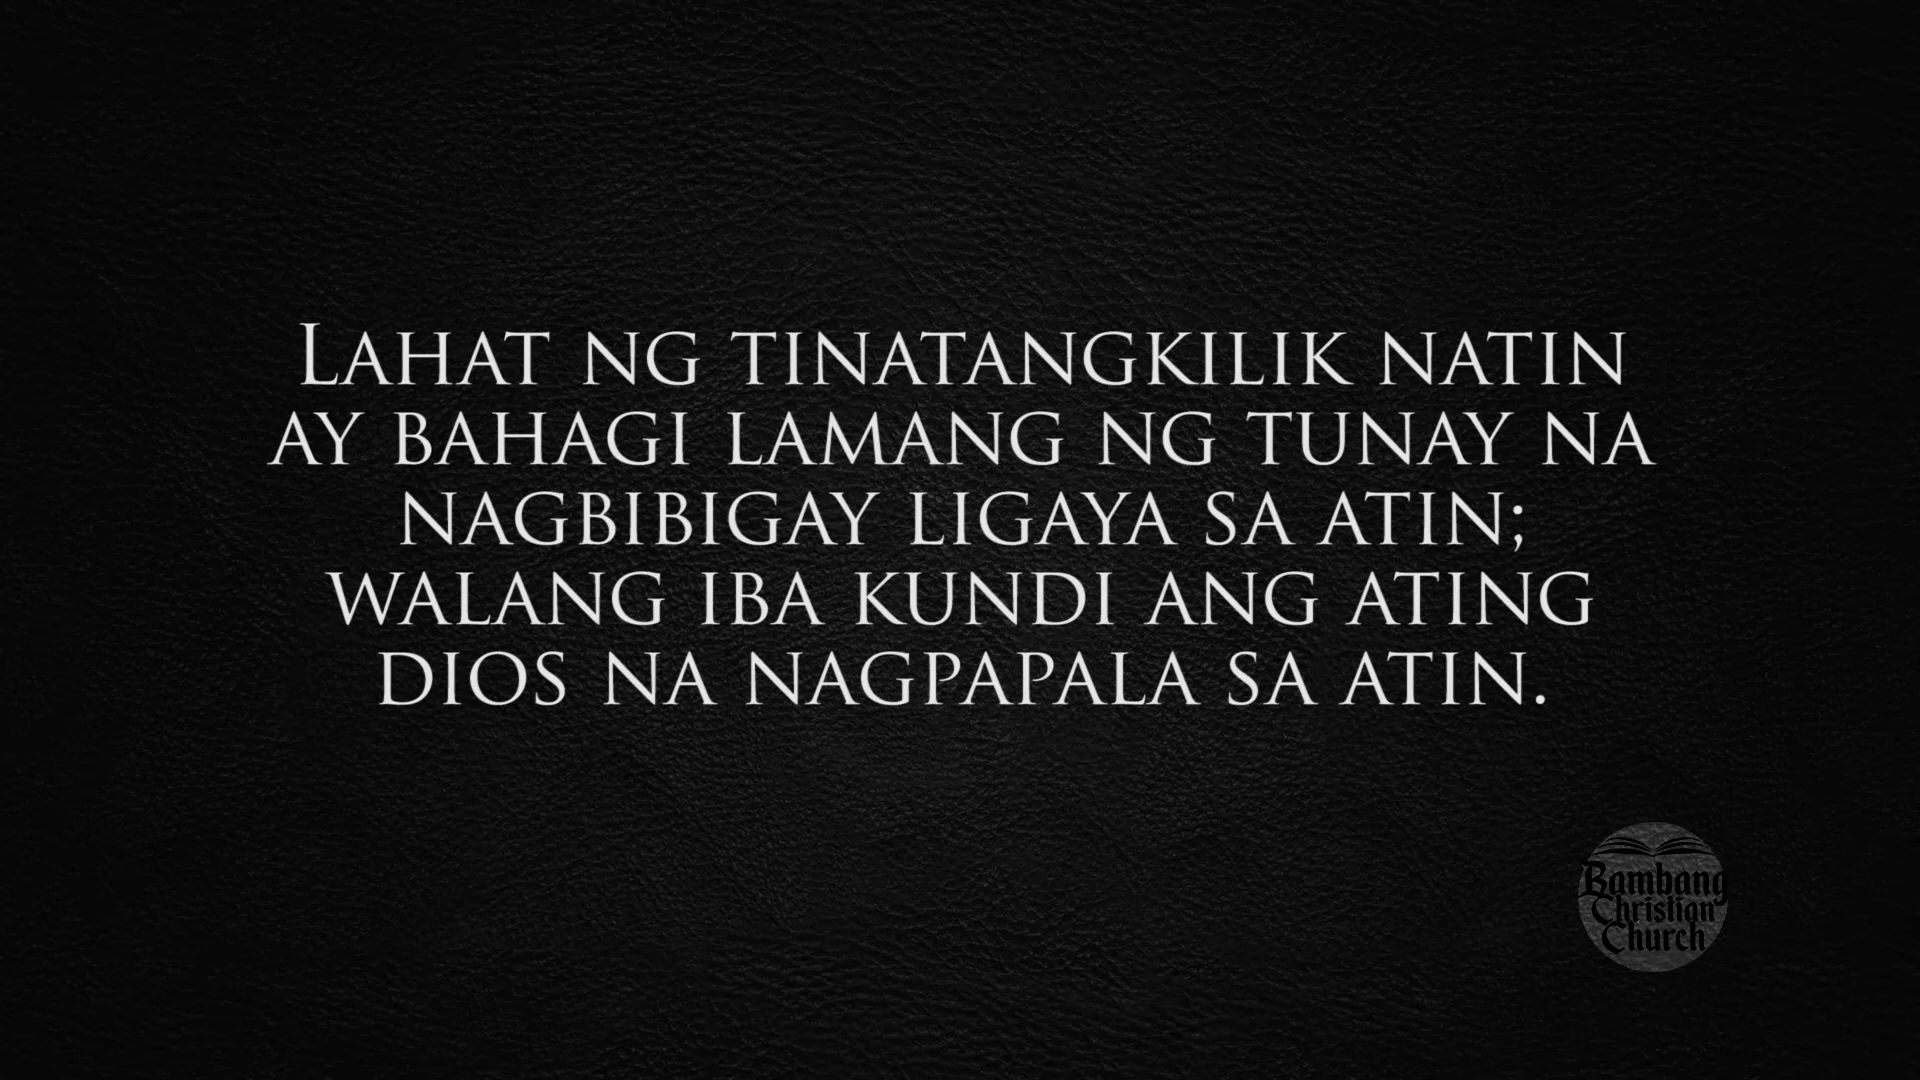 Lahat ng tinatangkilik natin
ay bahagi lamang ng tunay na
nagbibigay ligaya sa atin;
walang iba kundi ang ating
Dios na nagpapala sa atin.
Bambang
Christian
Church